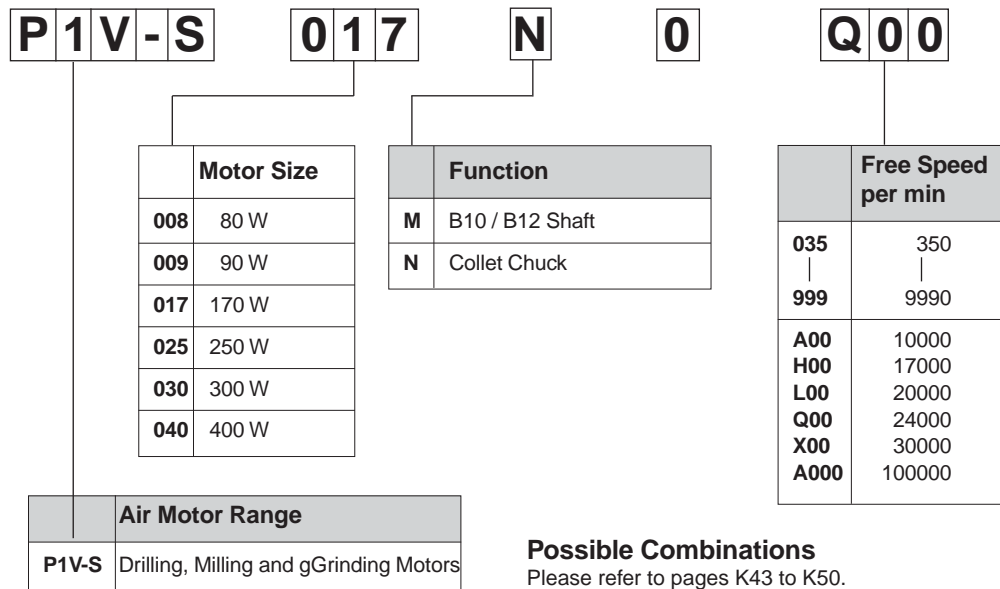 P1V-S 017 N 0 Q00
Motor Size
008 80 W
009 90 W
017 170 W
025 250 W
030 300 W
040 400 W
Function
M B10 / B12 Shaft
N Collet Chuck
Free Speed
per min
035 350
999 9990
A00 10000
H00 17000
L00 20000
Q00 24000
X00 30000
A000 100000
Air Motor Range
P1V-S Drilling, Milling and gGrinding Motors
Possible Combinations
Please refer to pages K43 to K50.